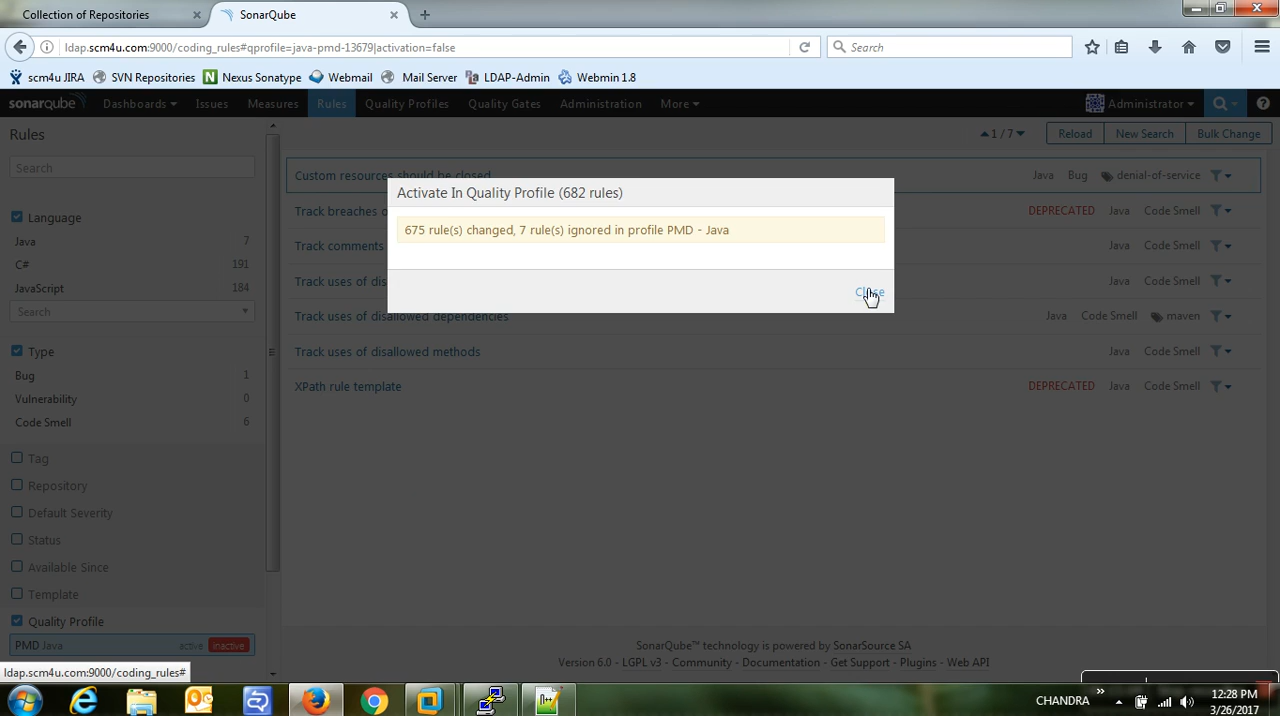 Collection of Repositories
SonarQube
ldap.scm4u.com:9000/coding_rules#qprofile=java-pmd-13679|activation=false
Search
scm4u JIRA SVN Repositories Nexus Sonatype Webmail Mail Server LDAP-Admin Webmin 1.8
sonarqube Dashboards Issues Measures Rules Quality Profiles Quality Gates Administration More Administrator
Rules
1 / 7 Reload New Search Bulk Change
Search
Language
Java 7
C# 191
JavaScript 184
Search
Type
Bug 1
Vulnerability 0
Code Smell 6
Tag
Repository
Default Severity
Status
Available Since
Template
Quality Profile
PMD Java active inactive
Custom resources should be closed Java Bug denial-of-service
Track breaches o DEPRECATED Java Code Smell
Track comments Java Code Smell
Track uses of dis Java Code Smell
Track uses of disallowed dependencies Java Code Smell maven
Track uses of disallowed methods Java Code Smell
XPath rule template DEPRECATED Java Code Smell
Activate In Quality Profile (682 rules)
675 rule(s) changed, 7 rule(s) ignored in profile PMD - Java
Close
SonarQube™ technology is powered by SonarSource SA
Version 6.0 - LGPL v3 - Community - Documentation - Get Support - Plugins - Web API
ldap.scm4u.com:9000/coding_rules#
CHANDRA
12:28 PM
3/26/2017